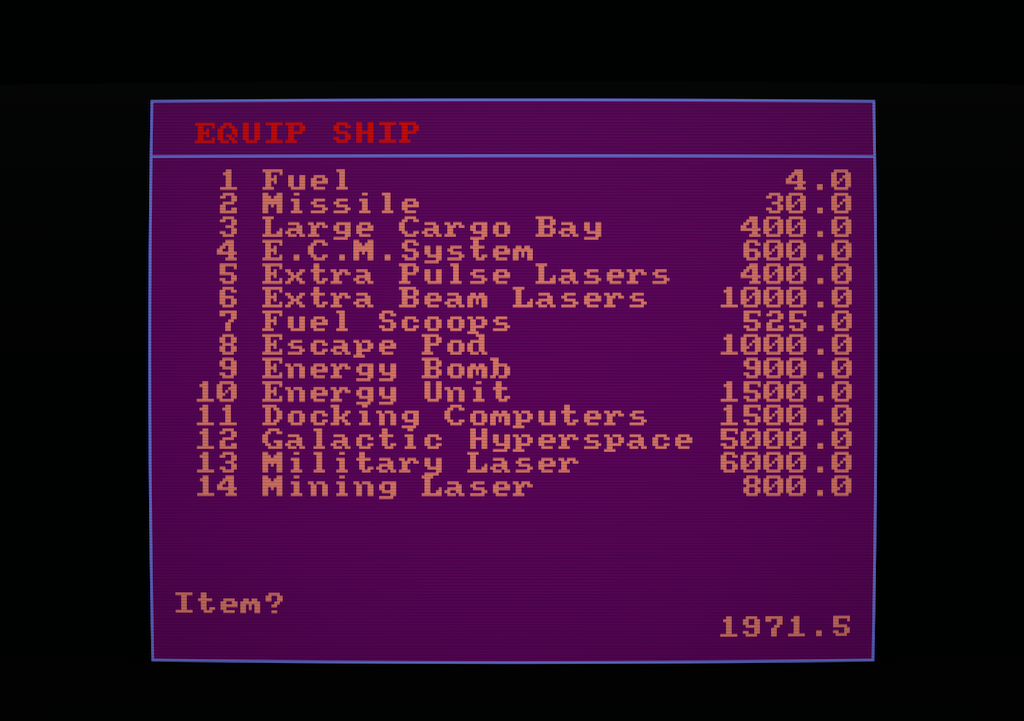 EQUIP SHIP
1 Fuel 4.0
2 Missile 30.0
3 Large Cargo Bay 400.0
4 E.C.M.System 600.0
5 Extra Pulse Lasers 400.0
6 Extra Beam Lasers 1000.0
7 Fuel Scoops 525.0
8 Escape Pod 1000.0
9 Energy Bomb 900.0
10 Energy Unit 1500.0
11 Docking Computers 1500.0
12 Galactic Hyperspace 5000.0
13 Military Laser 6000.0
14 Mining Laser 800.0
Item?
1971.5